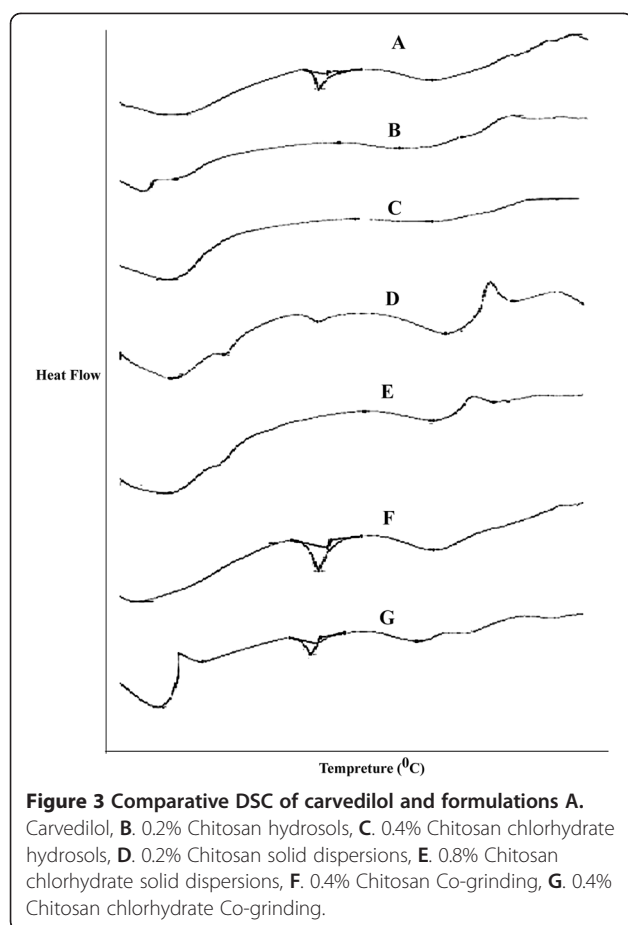 A
B
C
D
Heat Flow
E
F
G
Tempreture (⁰C)
Figure 3 Comparative DSC of carvedilol and formulations A.
Carvedilol, B. 0.2% Chitosan hydrosols, C. 0.4% Chitosan chlorhydrate
hydrosols, D. 0.2% Chitosan solid dispersions, E. 0.8% Chitosan
chlorhydrate solid dispersions, F. 0.4% Chitosan Co-grinding, G. 0.4%
Chitosan chlorhydrate Co-grinding.